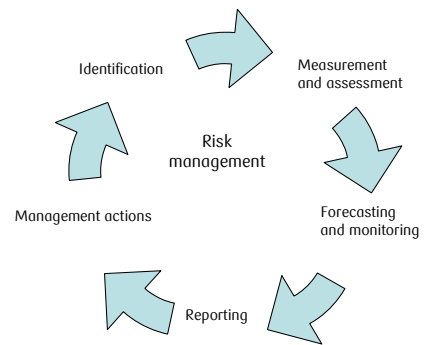 Identification
Measurement
and assessment
Risk
management
Forecasting
and monitoring
Management actions
Reporting